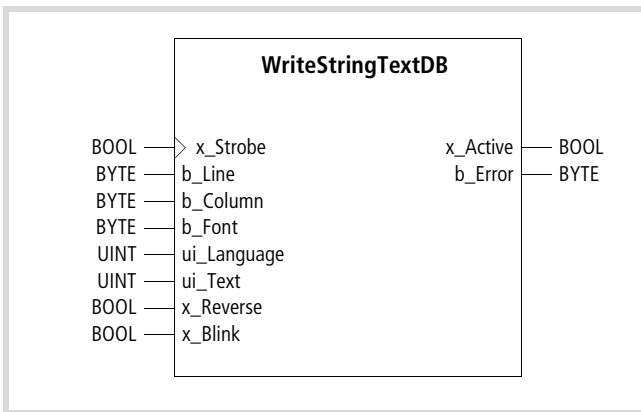 WriteStringTextDB
BOOL x_Strobe x_Active BOOL
BYTE b_Line b_Error BYTE
BYTE b_Column
BYTE b_Font
UINT ui_Language
UINT ui_Text
BOOL x_Reverse
BOOL x_Blink